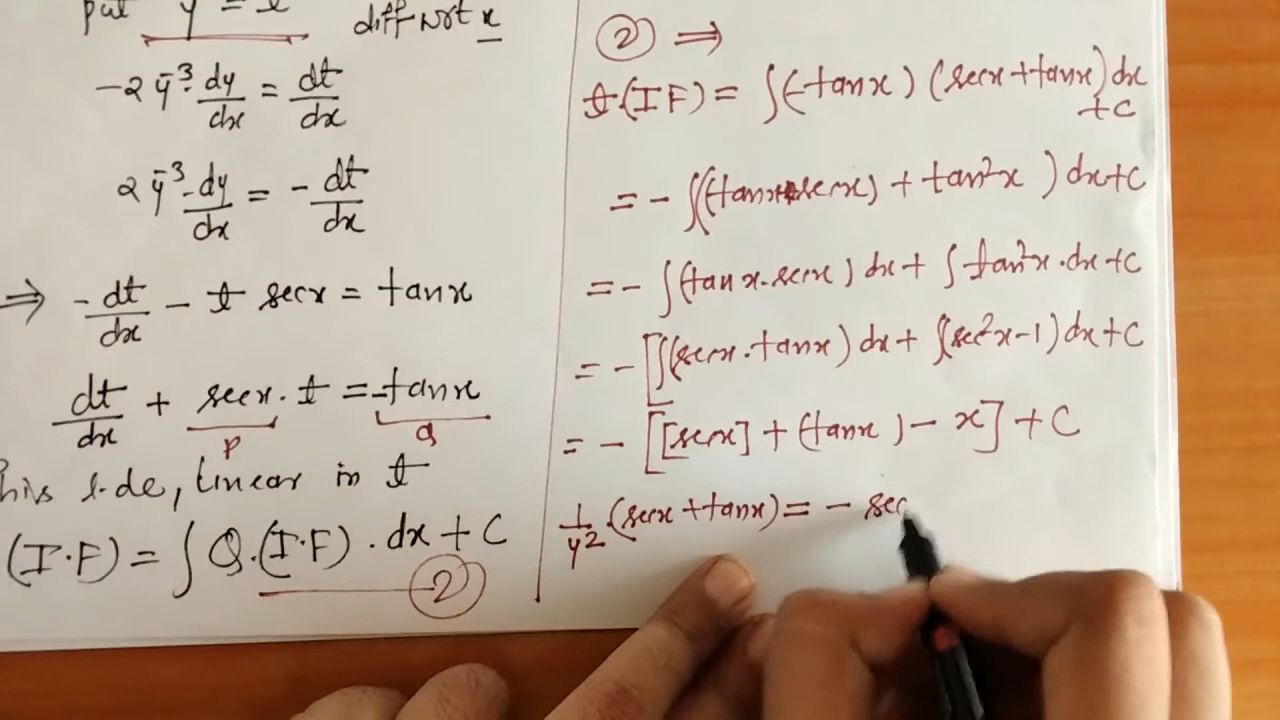 put y = t diff wrt x
-2 y⁻³ dy/dx = dt/dx
2 y⁻³ . dy/dx = - dt/dx
⇒ - dt/dx - t secx = tanx
dt/dx + secx . t = -tanx
P Q
this l.de, Linear in t
(I.F) = ∫ Q.(I.F) . dx + C
②
② ⇒
t.(I F) = ∫(-tanx) (secx + tanx) dx
+ C
= - ∫((tanx secx) + tan²x ) dx + C
= - ∫(tanx . secx) dx + ∫ tan²x . dx + C
= - [∫(secx . tanx) dx + ∫(sec²x - 1) dx + C
= - [[secx] + (tanx) - x] + C
1/y² . (secx + tanx) = - sec